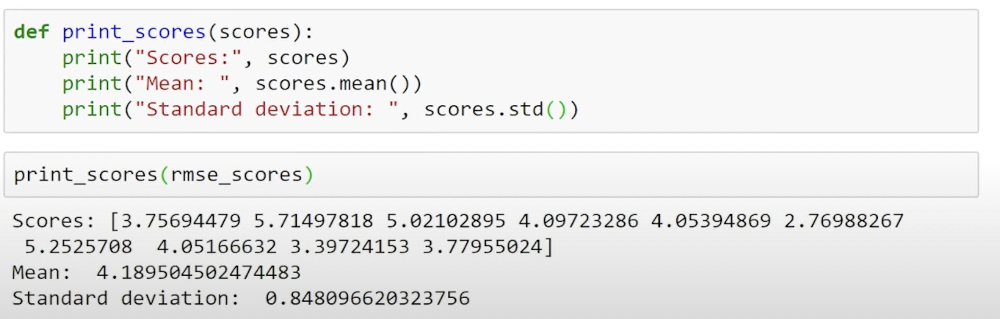 def print_scores(scores):
    print("Scores:", scores)
    print("Mean: ", scores.mean())
    print("Standard deviation: ", scores.std())
print_scores(rmse_scores)
Scores: [3.75694479 5.71497818 5.02102895 4.09723286 4.05394869 2.76988267
 5.2525708  4.05166632 3.39724153 3.77955024]
Mean:  4.189504502474483
Standard deviation:  0.848096620323756